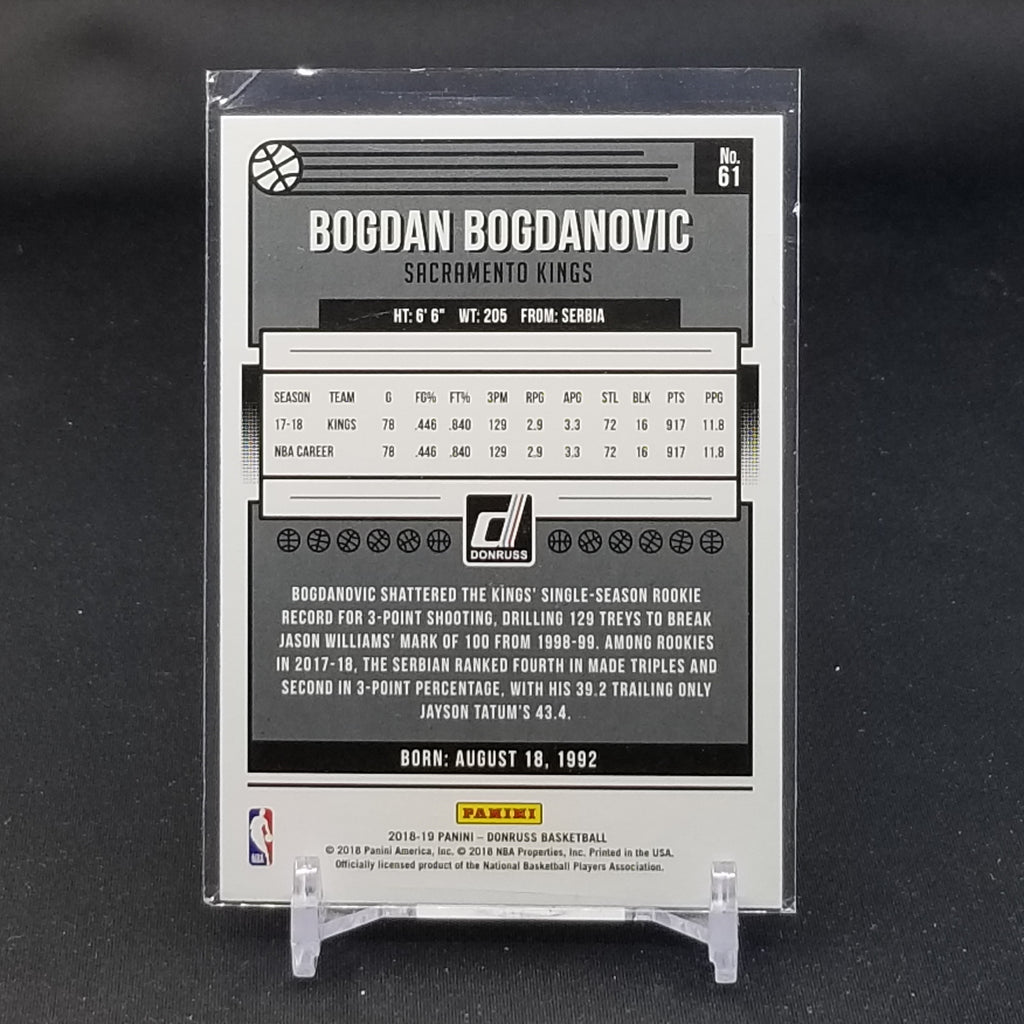 No.
61
BOGDAN BOGDANOVIC
SACRAMENTO KINGS
HT: 6' 6" WT: 205 FROM: SERBIA
SEASON TEAM G FG% FT% 3PM RPG APG STL BLK PTS PPG
17-18 KINGS 78 .446 .840 129 2.9 3.3 72 16 917 11.8
NBA CAREER 78 .446 .840 129 2.9 3.3 72 16 917 11.8
d
DONRUSS
BOGDANOVIC SHATTERED THE KINGS' SINGLE-SEASON ROOKIE
RECORD FOR 3-POINT SHOOTING, DRILLING 129 TREYS TO BREAK
JASON WILLIAMS' MARK OF 100 FROM 1998-99. AMONG ROOKIES
IN 2017-18, THE SERBIAN RANKED FOURTH IN MADE TRIPLES AND
SECOND IN 3-POINT PERCENTAGE, WITH HIS 39.2 TRAILING ONLY
JAYSON TATUM'S 43.4.
BORN: AUGUST 18, 1992
PANINI
NBA
2018-19 PANINI – DONRUSS BASKETBALL
© 2018 Panini America, Inc. © 2018 NBA Properties, Inc. Printed in the USA.
Officially licensed product of the National Basketball Players Association.